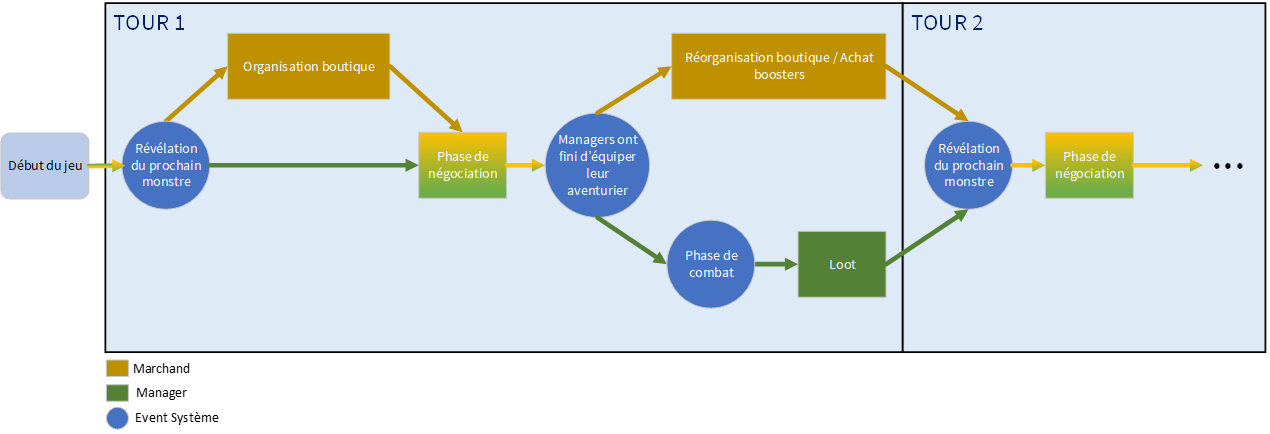 TOUR 1
TOUR 2
Organisation boutique
Réorganisation boutique / Achat
boosters
Début du jeu
Révélation
du prochain
monstre
Phase de
négociation
Managers ont
fini d'équiper
leur
aventurier
Révélation
du prochain
monstre
Phase de
négociation
...
Phase de
combat
Loot
Marchand
Manager
Event Système